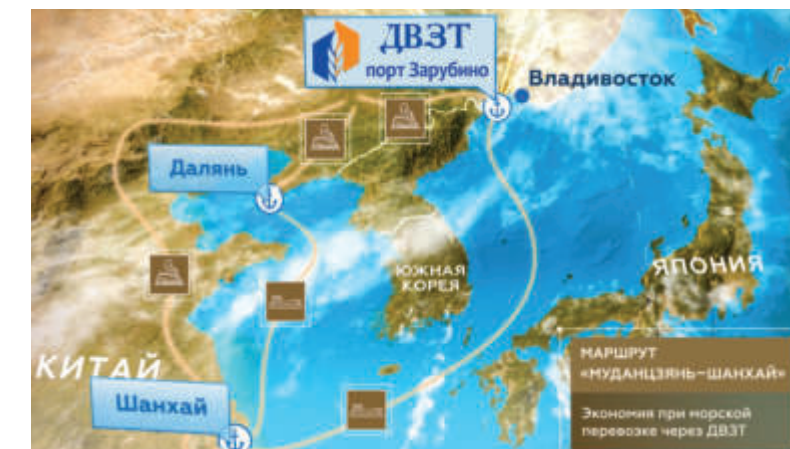 ДВЗТ
порт Зарубино
Владивосток
Далянь
ЮЖНАЯ
КОРЕЯ
ЯПОНИЯ
КИТАЙ
Шанхай
МАРШРУТ
«МУДАНЦЗЯНЬ–ШАНХАЙ»
Экономия при морской
перевозке через ДВЗТ